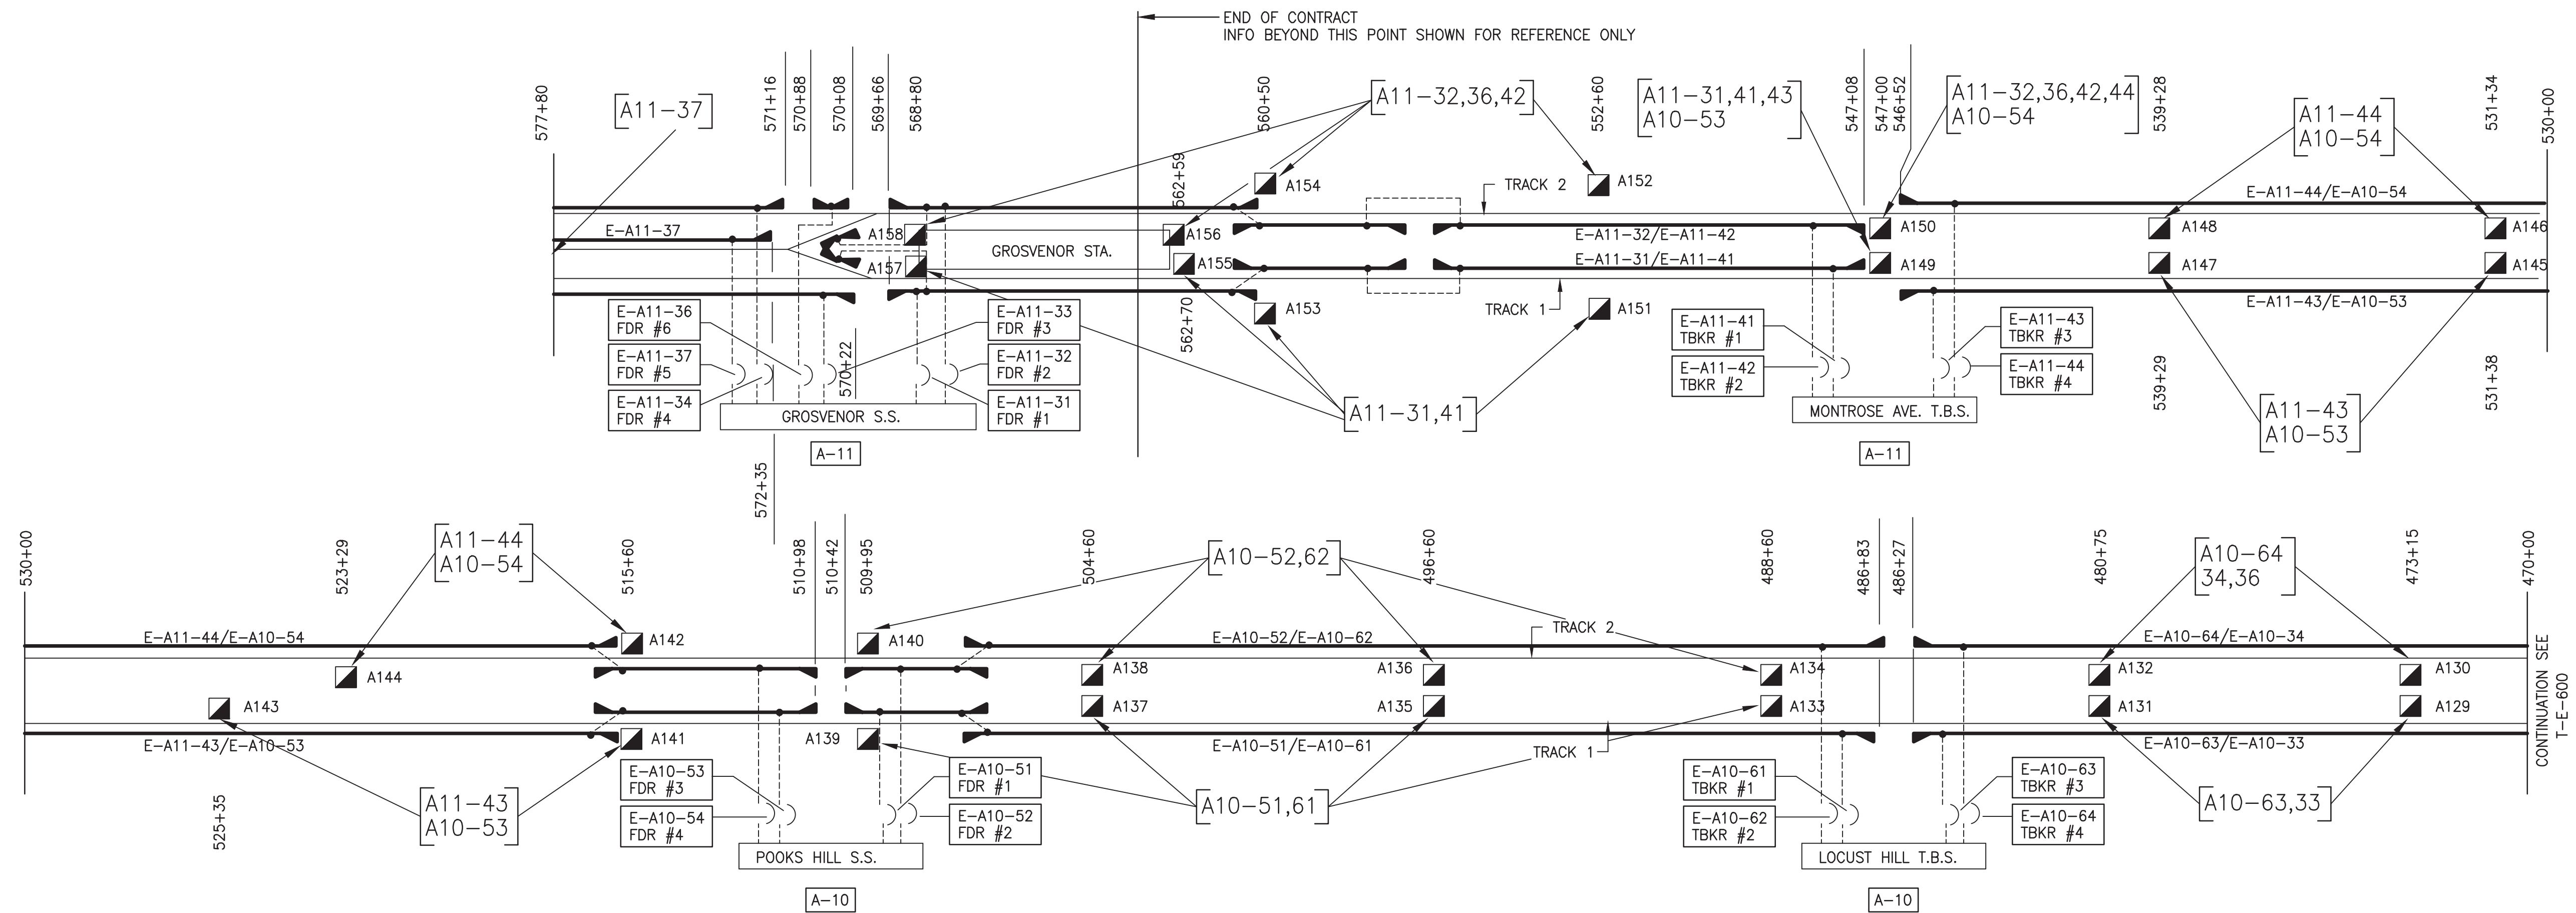 END OF CONTRACT
INFO BEYOND THIS POINT SHOWN FOR REFERENCE ONLY
577+80
A11-37
571+16
570+88
570+08
569+66
568+80
562+59
560+50
A11-32,36,42
552+60
A11-31,41,43
A10-53
547+08
547+00
546+52
A11-32,36,42,44
A10-54
539+28
A11-44
A10-54
531+34
530+00
A154
TRACK 2
A152
E-A11-44/E-A10-54
E-A11-37
A158
A156
E-A11-32/E-A11-42
A150
A148
A146
GROSVENOR STA.
A157
A155
E-A11-31/E-A11-41
A149
A147
A145
E-A11-43/E-A10-53
A153
TRACK 1
A151
E-A11-36
FDR #6
E-A11-37
FDR #5
E-A11-34
FDR #4
570+22
E-A11-33
FDR #3
E-A11-32
FDR #2
E-A11-31
FDR #1
562+70
A11-31,41
E-A11-41
TBKR #1
E-A11-42
TBKR #2
E-A11-43
TBKR #3
E-A11-44
TBKR #4
539+29
A11-43
A10-53
531+38
GROSVENOR S.S.
MONTROSE AVE. T.B.S.
A-11
A-11
572+35
530+00
523+29
A11-44
A10-54
515+60
510+98
510+42
509+95
504+60
A10-52,62
496+60
488+60
486+83
486+27
480+75
A10-64
34,36
473+15
470+00
E-A11-44/E-A10-54
A142
A140
E-A10-52/E-A10-62
TRACK 2
E-A10-64/E-A10-34
A144
A138
A136
A134
A132
A130
A143
A137
A135
A133
A131
A129
E-A11-43/E-A10-53
A141
A139
E-A10-51/E-A10-61
TRACK 1
E-A10-63/E-A10-33
CONTINUATION SEE
T-E-600
525+35
A11-43
A10-53
E-A10-53
FDR #3
E-A10-54
FDR #4
E-A10-51
FDR #1
E-A10-52
FDR #2
A10-51,61
E-A10-61
TBKR #1
E-A10-62
TBKR #2
E-A10-63
TBKR #3
E-A10-64
TBKR #4
A10-63,33
POOKS HILL S.S.
LOCUST HILL T.B.S.
A-10
A-10